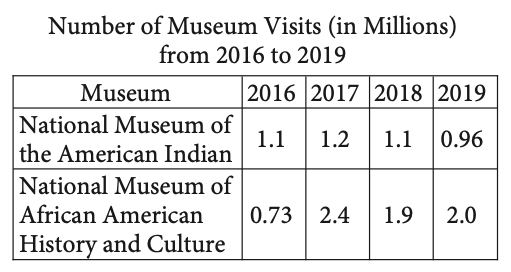 Number of Museum Visits (in Millions)
from 2016 to 2019
Museum 2016 2017 2018 2019
National Museum of
the American Indian 1.1 1.2 1.1 0.96
National Museum of
African American 0.73 2.4 1.9 2.0
History and Culture